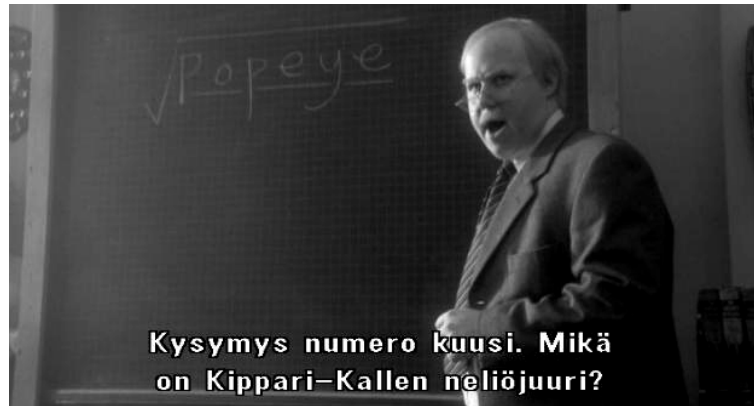 √Popeye
Kysymys numero kuusi. Mikä
on Kippari-Kallen neliöjuuri?